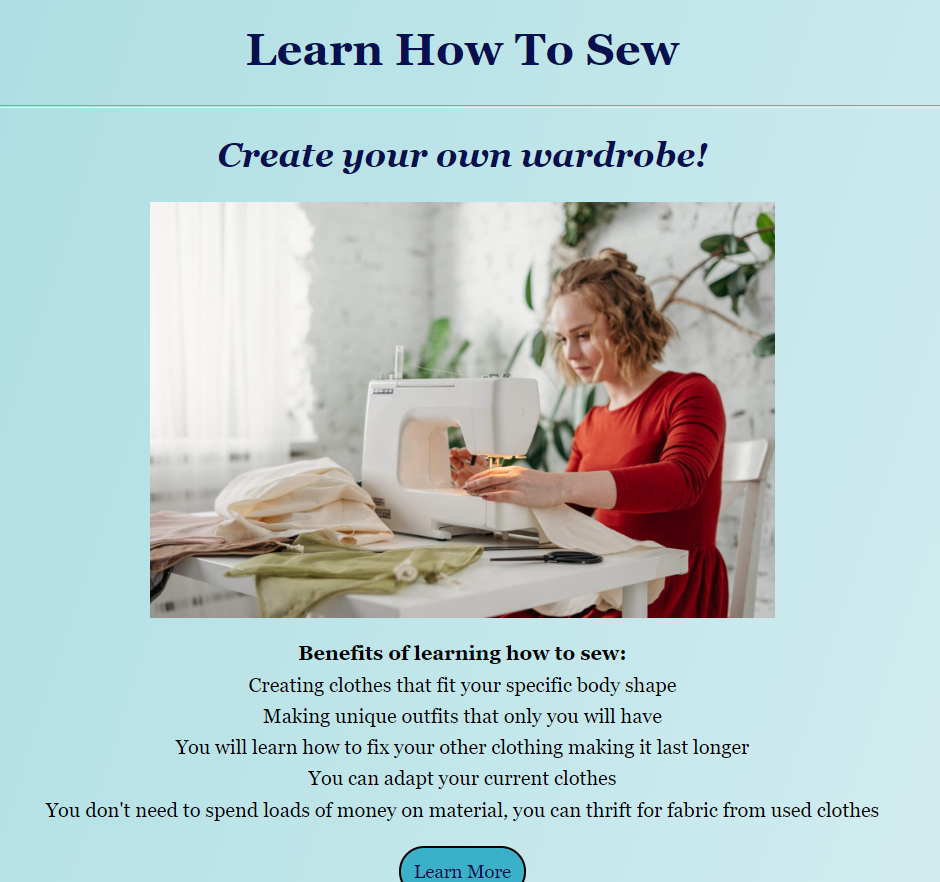 Learn How To Sew
Create your own wardrobe!
Benefits of learning how to sew:
Creating clothes that fit your specific body shape
Making unique outfits that only you will have
You will learn how to fix your other clothing making it last longer
You can adapt your current clothes
You don't need to spend loads of money on material, you can thrift for fabric from used clothes
Learn More